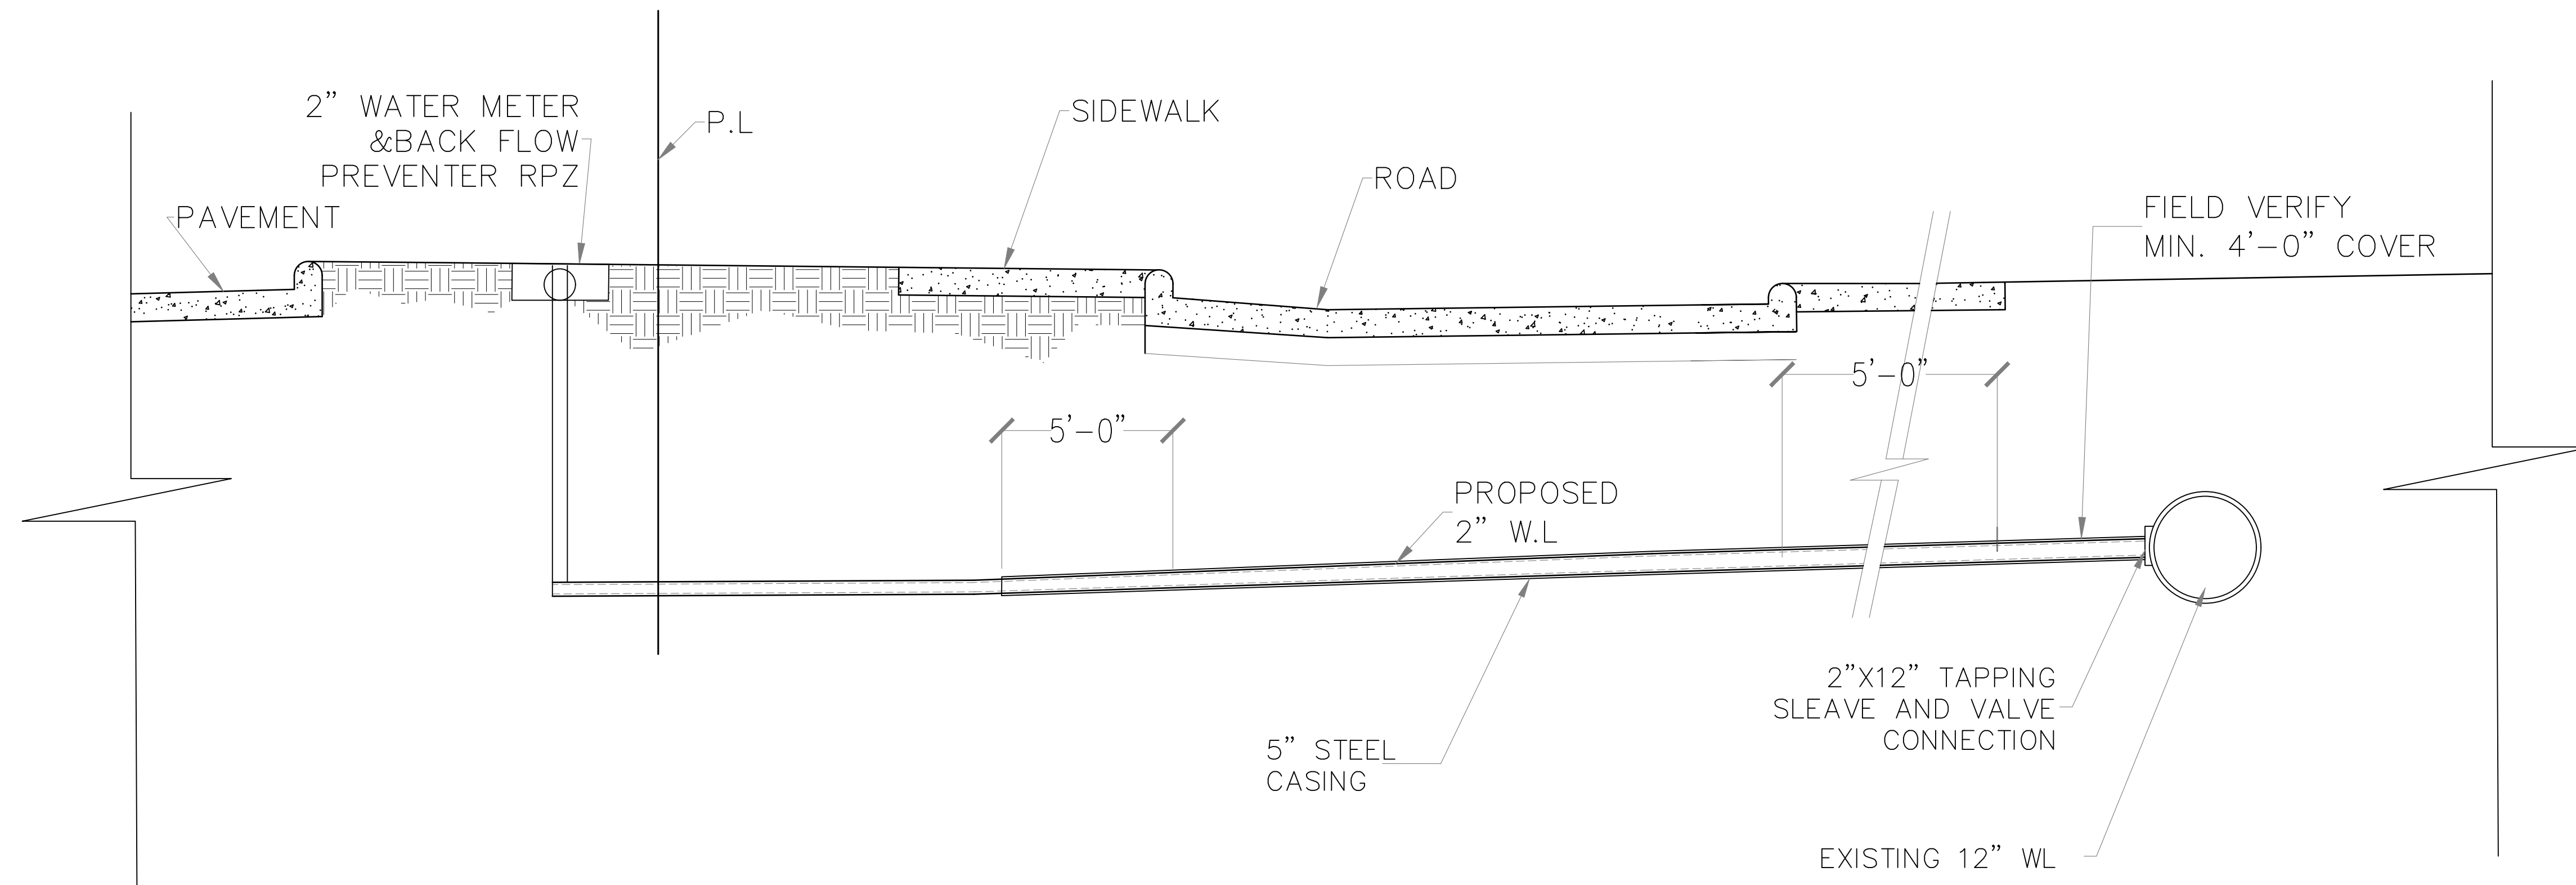 2” WATER METER
&BACK FLOW
PREVENTER RPZ
P.L
SIDEWALK
ROAD
PAVEMENT
FIELD VERIFY
MIN. 4’-0” COVER
5’-0”
5’-0”
PROPOSED
2” W.L
2”X12” TAPPING
SLEAVE AND VALVE
CONNECTION
5” STEEL
CASING
EXISTING 12” WL